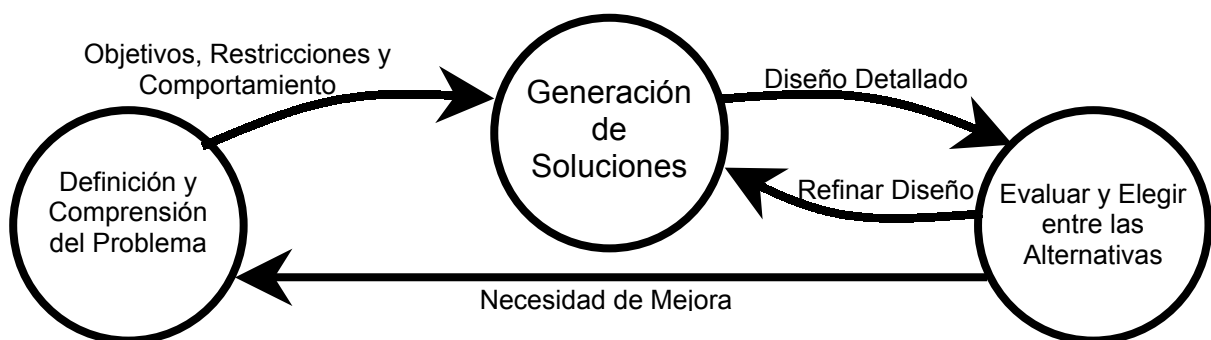 Objetivos, Restricciones y
Comportamiento
Generación
de
Soluciones
Diseño Detallado
Definición y
Comprensión
del Problema
Refinar Diseño
Evaluar y Elegir
entre las
Alternativas
Necesidad de Mejora